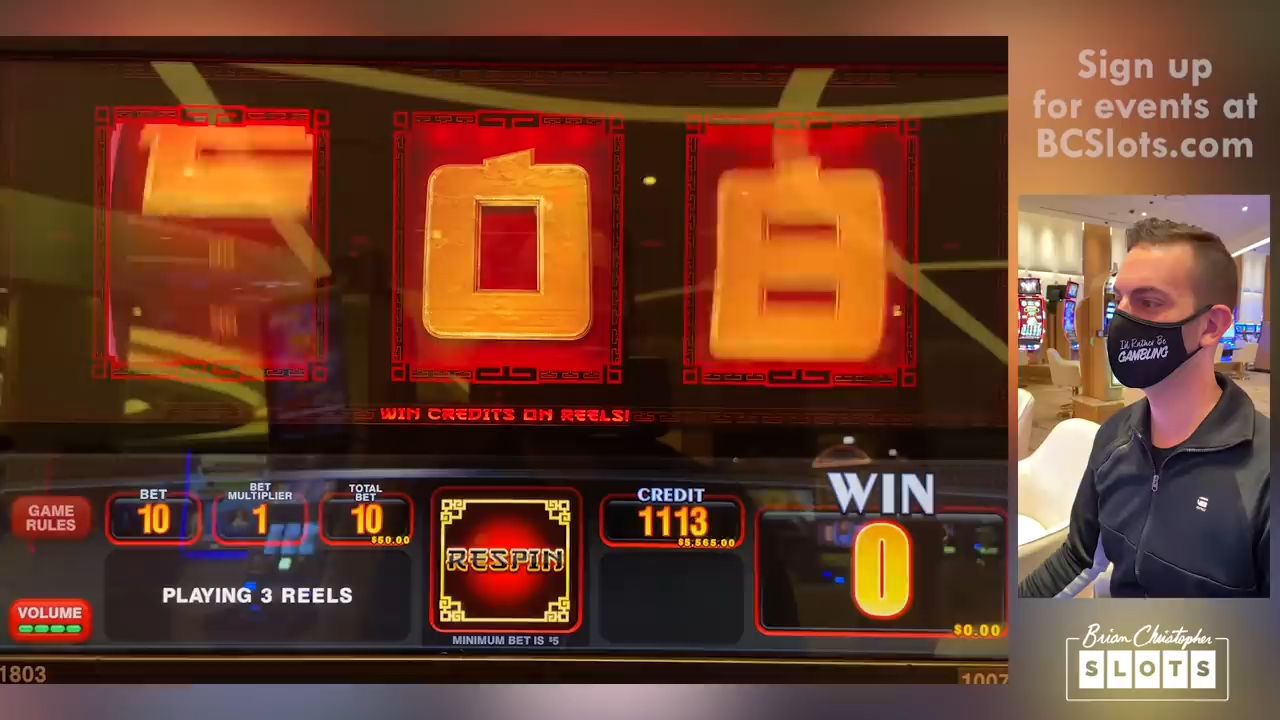 Sign up
for events at
BCSlots.com
0
WIN CREDITS ON REELS!
GAME
RULES
BET
10
BET
MULTIPLIER
1
TOTAL
BET
10
$50.00
RESPIN
CREDIT
1113
$5,565.00
WIN
0
$0.00
VOLUME
PLAYING 3 REELS
MINIMUM BET IS $5
1803
1007
I'd Rather Be
GAMBLING
Brian Christopher
SLOTS